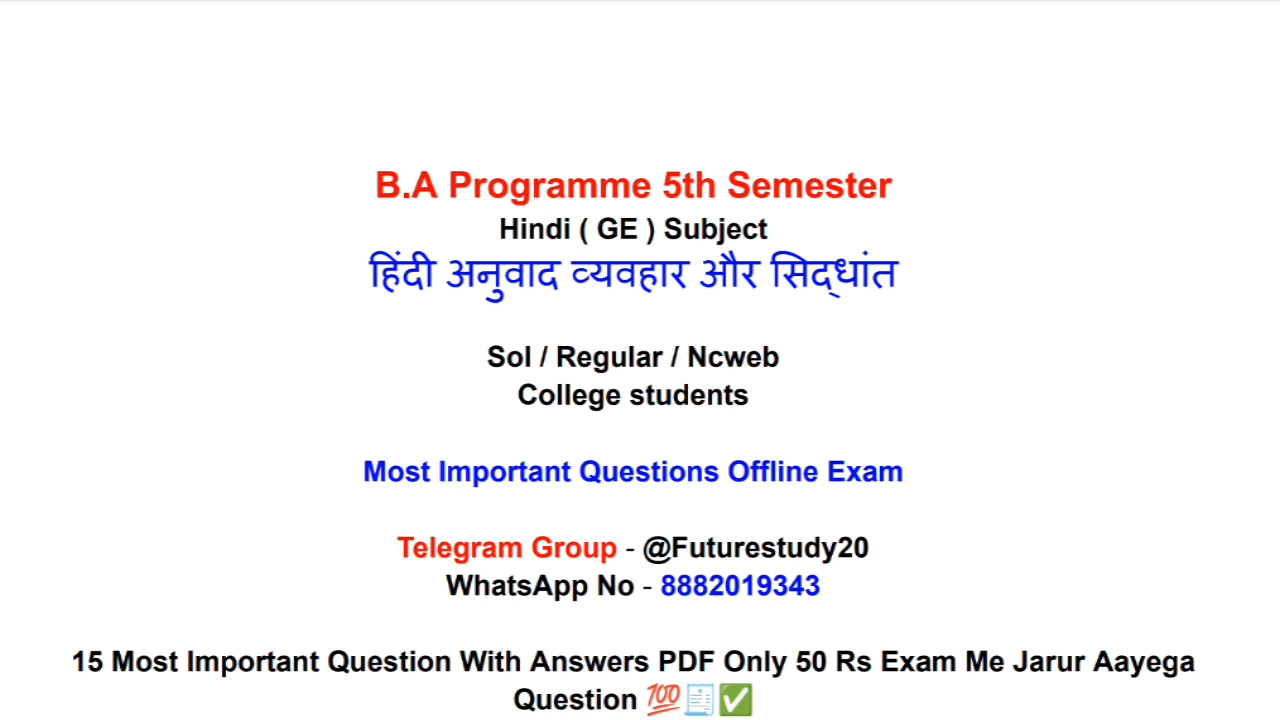 B.A Programme 5th Semester
Hindi ( GE ) Subject
हिंदी अनुवाद व्यवहार और सिद्धांत
Sol / Regular / Ncweb
College students
Most Important Questions Offline Exam
Telegram Group - @Futurestudy20
WhatsApp No - 8882019343
15 Most Important Question With Answers PDF Only 50 Rs Exam Me Jarur Aayega
Question 💯🧾✅